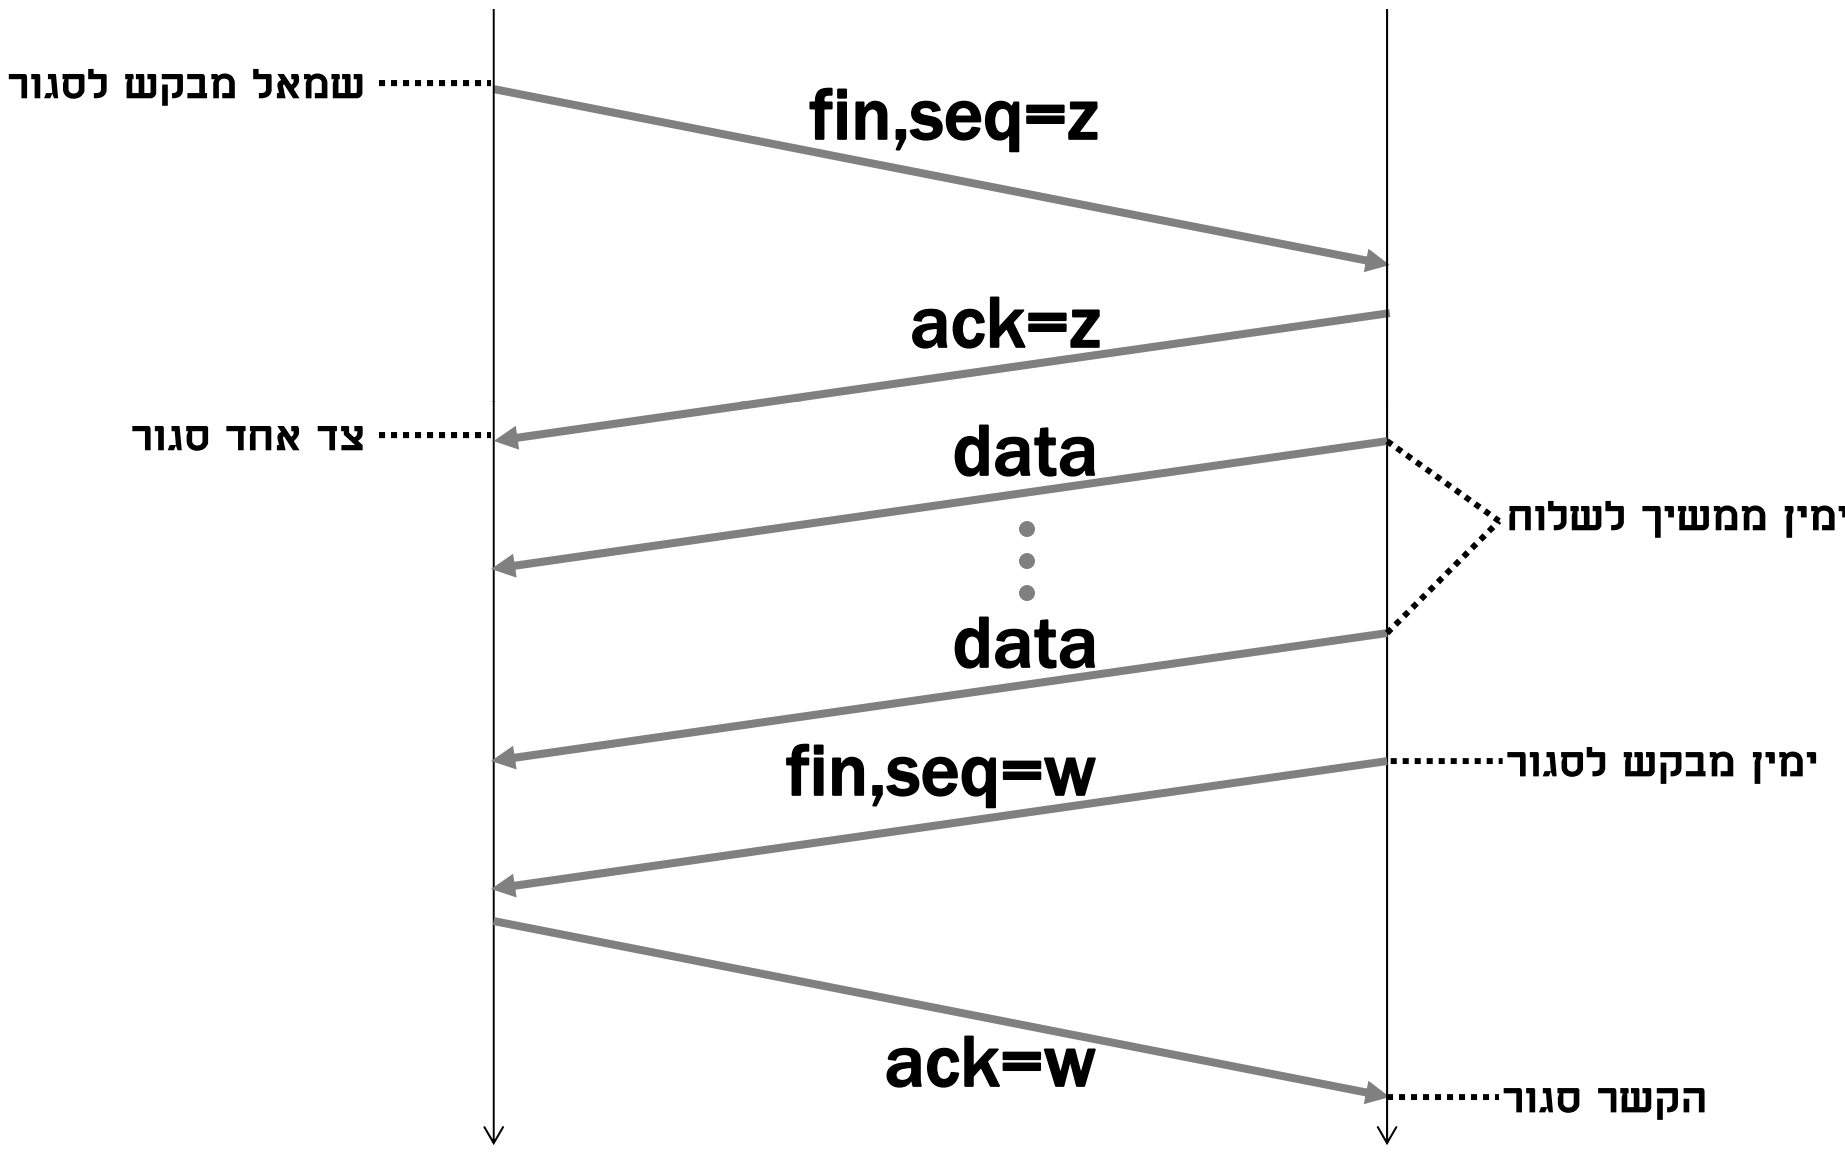 שמאל מבקש לסגור
fin,seq=z
ack=z
צד אחד סגור
data
ימין ממשיך לשלוח
data
fin,seq=w
ימין מבקש לסגור
ack=w
הקשר סגור